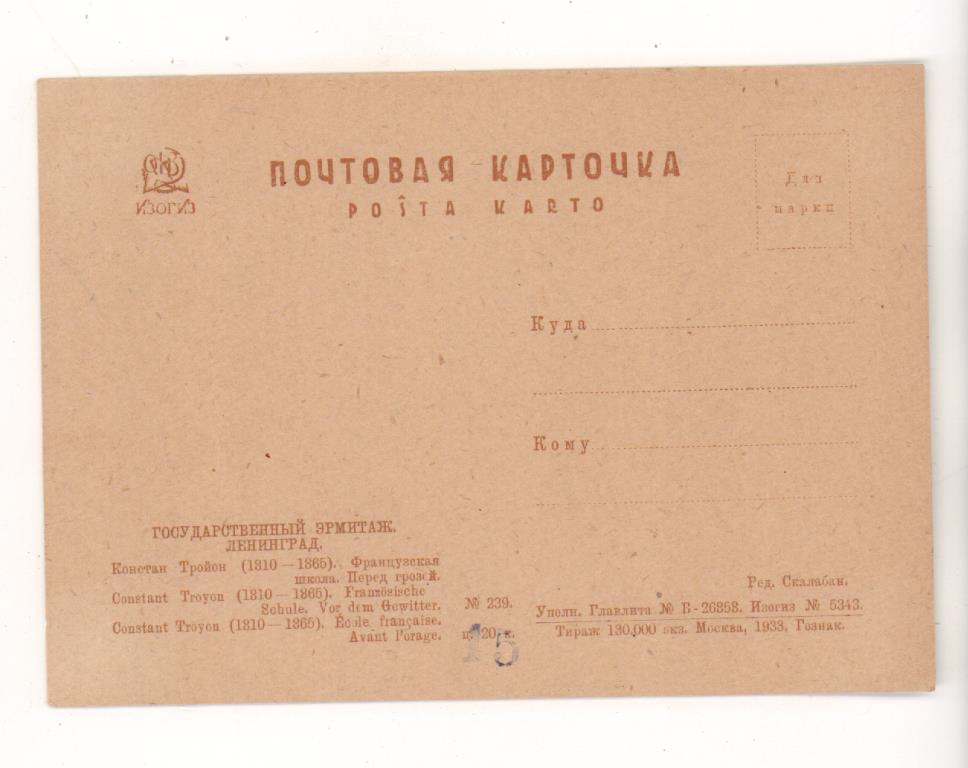 ИЗОГИЗ
ПОЧТОВАЯ КАРТОЧКА
POŜTA KARTO
Для
марки
Куда
Кому
ГОСУДАРСТВЕННЫЙ ЭРМИТАЖ.
ЛЕНИНГРАД.
Констан Тройон (1810—1865). Французская
школа. Перед грозой.
Constant Troyon (1810—1865). Französische
Schule. Vor dem Gewitter.
Constant Troyon (1810—1865). École française.
Avant l'orage.
№ 239.
ц. 20 к.
15
Ред. Скалабан.
Уполн. Главлита № Б-26858. Изогиз № 5343.
Тираж 130.000 экз. Москва, 1933, Гознак.